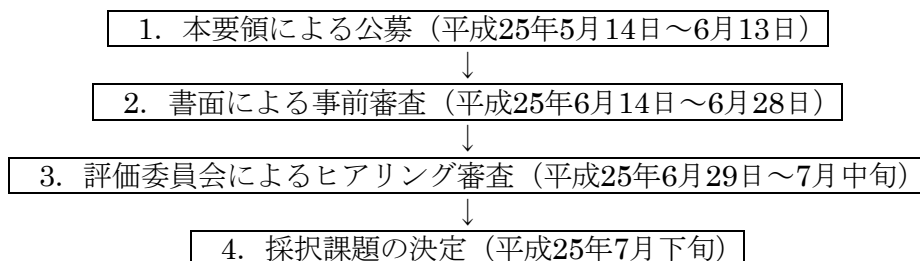 1. 本要領による公募（平成25年5月14日～6月13日）
↓
2. 書面による事前審査（平成25年6月14日～6月28日）
↓
3. 評価委員会によるヒアリング審査（平成25年6月29日～7月中旬）
↓
4. 採択課題の決定（平成25年7月下旬）